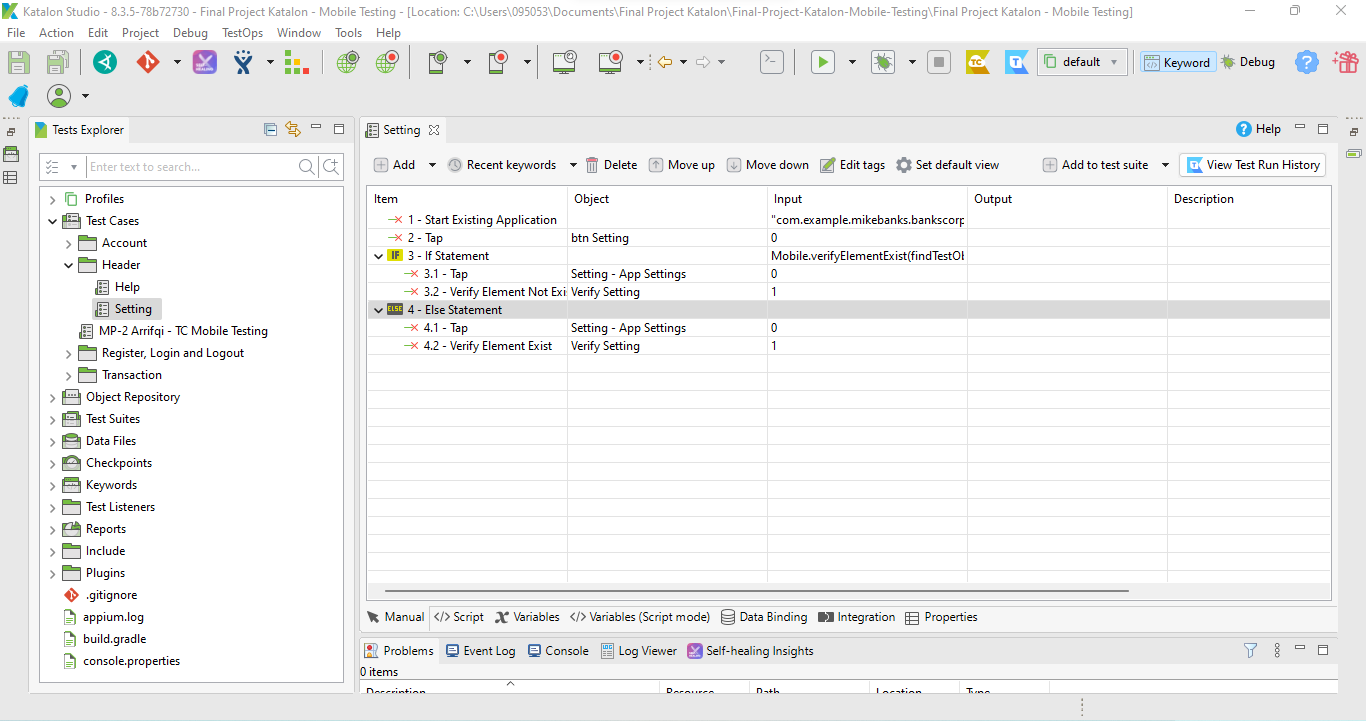 Katalon Studio - 8.3.5-78b72730 - Final Project Katalon - Mobile Testing - [Location: C:\Users\095053\Documents\Final Project Katalon\Final-Project-Katalon-Mobile-Testing\Final Project Katalon - Mobile Testing]
File Action Edit Project Debug TestOps Window Tools Help
default Keyword Debug
Tests Explorer
Enter text to search...
Profiles
Test Cases
Account
Header
Help
Setting
MP-2 Arrifqi - TC Mobile Testing
Register, Login and Logout
Transaction
Object Repository
Test Suites
Data Files
Checkpoints
Keywords
Test Listeners
Reports
Include
Plugins
.gitignore
appium.log
build.gradle
console.properties
Setting Help
Add Recent keywords Delete Move up Move down Edit tags Set default view Add to test suite View Test Run History
Item Object Input Output Description
1 - Start Existing Application "com.example.mikebanks.bankscorp
2 - Tap btn Setting 0
IF 3 - If Statement Mobile.verifyElementExist(findTestOb
3.1 - Tap Setting - App Settings 0
3.2 - Verify Element Not Exi Verify Setting 1
ELSE 4 - Else Statement
4.1 - Tap Setting - App Settings 0
4.2 - Verify Element Exist Verify Setting 1
Manual </> Script Variables </> Variables (Script mode) Data Binding Integration Properties
Problems Event Log Console Log Viewer Self-healing Insights
0 items
Description Resource Path Location Type